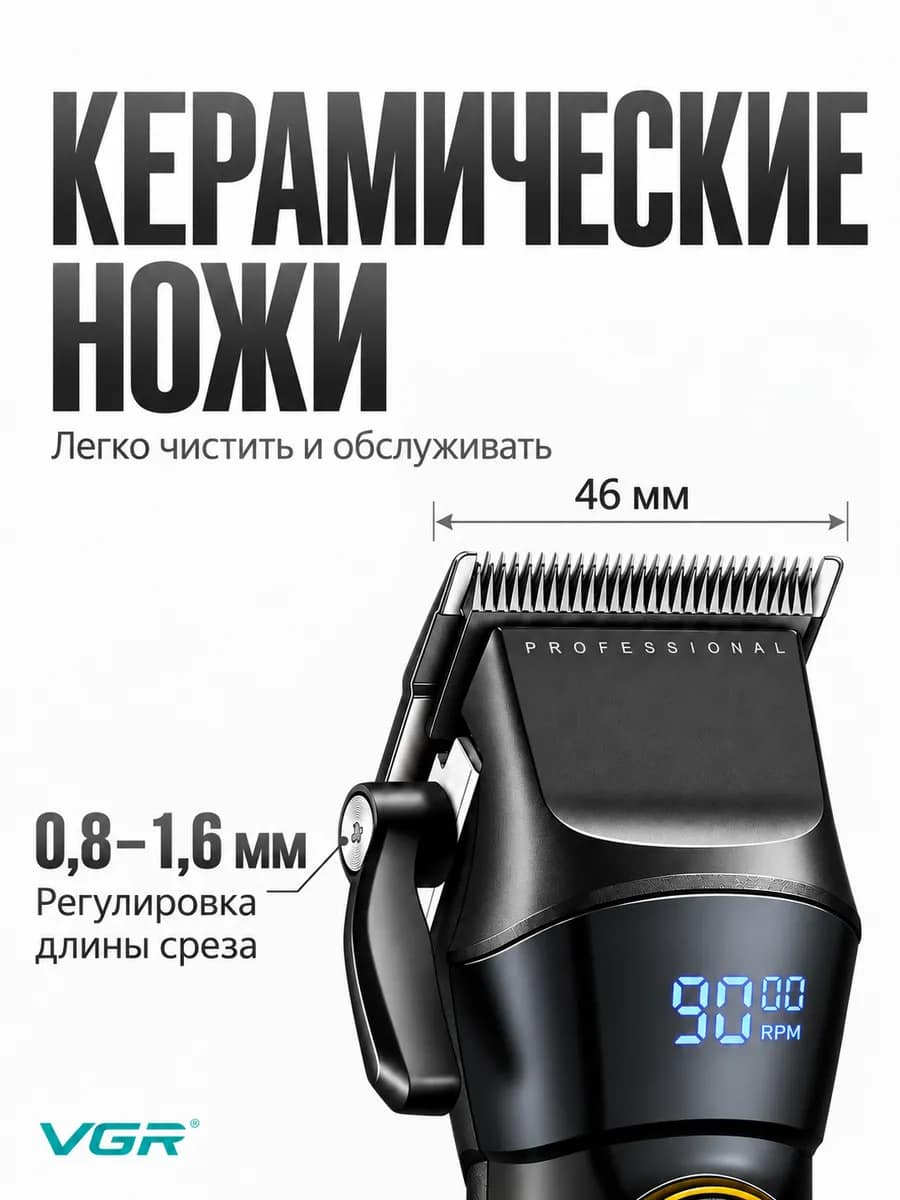 КЕРАМИЧЕСКИЕ
НОЖИ
Легко чистить и обслуживать
46 мм
PROFESSIONAL
0,8–1,6 мм
Регулировка
длины среза
9000
RPM
VGR®